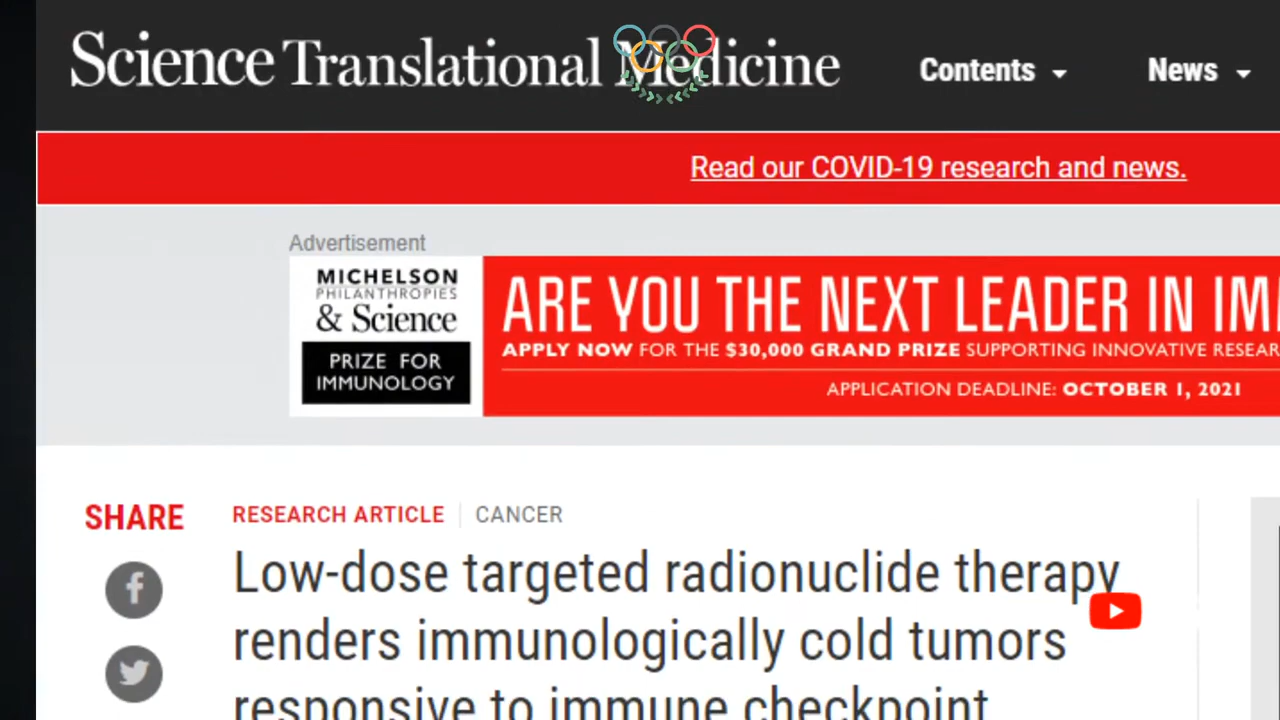 Science Translational Medicine
Contents
News
Read our COVID-19 research and news.
Advertisement
MICHELSON
PHILANTHROPIES
& Science
PRIZE FOR
IMMUNOLOGY
ARE YOU THE NEXT LEADER IN IM
APPLY NOW FOR THE $30,000 GRAND PRIZE SUPPORTING INNOVATIVE RESEAR
APPLICATION DEADLINE: OCTOBER 1, 2021
SHARE
RESEARCH ARTICLE
CANCER
Low-dose targeted radionuclide therapy
renders immunologically cold tumors
responsive to immune checkpoint